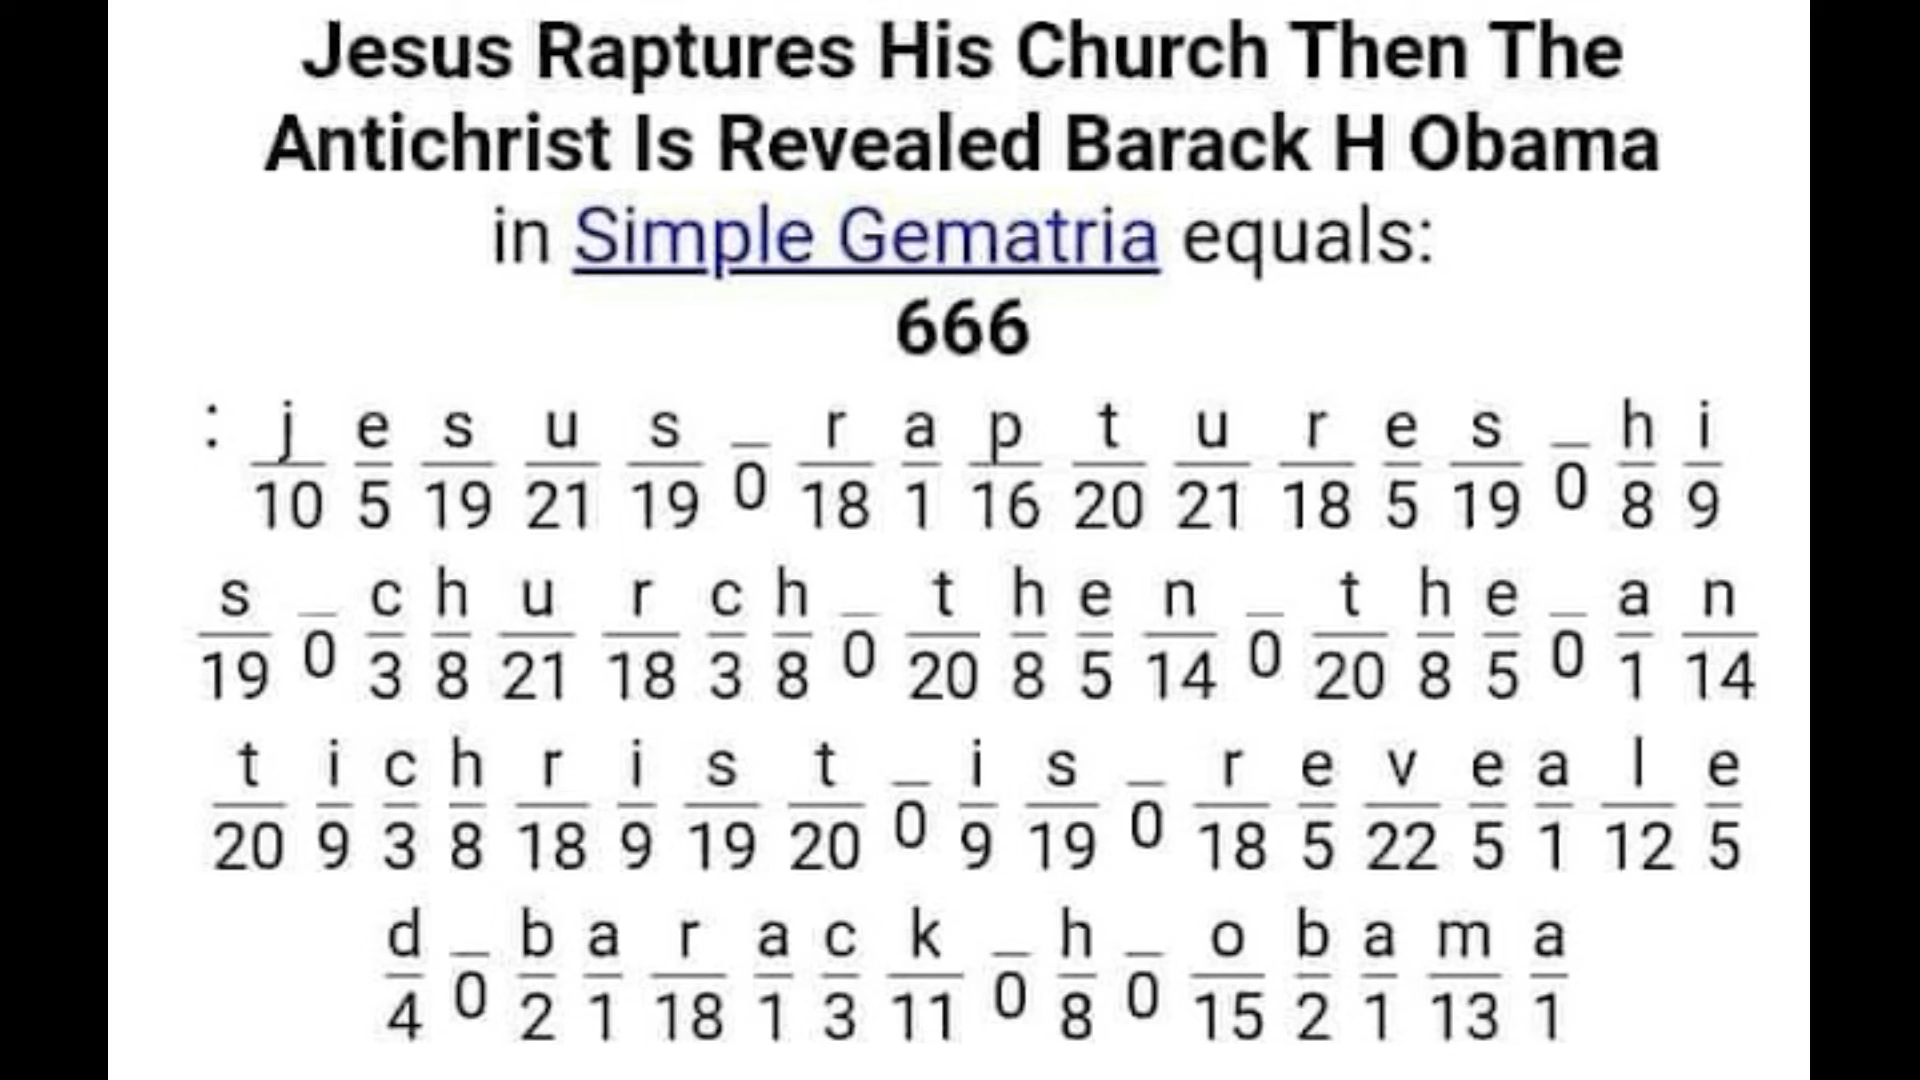 Jesus Raptures His Church Then The
Antichrist Is Revealed Barack H Obama
in Simple Gematria equals:
666
: j e s u s _ r a p t u r e s _ h i
10 5 19 21 19 0 18 1 16 20 21 18 5 19 0 8 9
s _ c h u r c h _ t h e n _ t h e _ a n
19 0 3 8 21 18 3 8 0 20 8 5 14 0 20 8 5 0 1 14
t i c h r i s t _ i s _ r e v e a l e
20 9 3 8 18 9 19 20 0 9 19 0 18 5 22 5 1 12 5
d _ b a r a c k _ h _ o b a m a
4 0 2 1 18 1 3 11 0 8 0 15 2 1 13 1